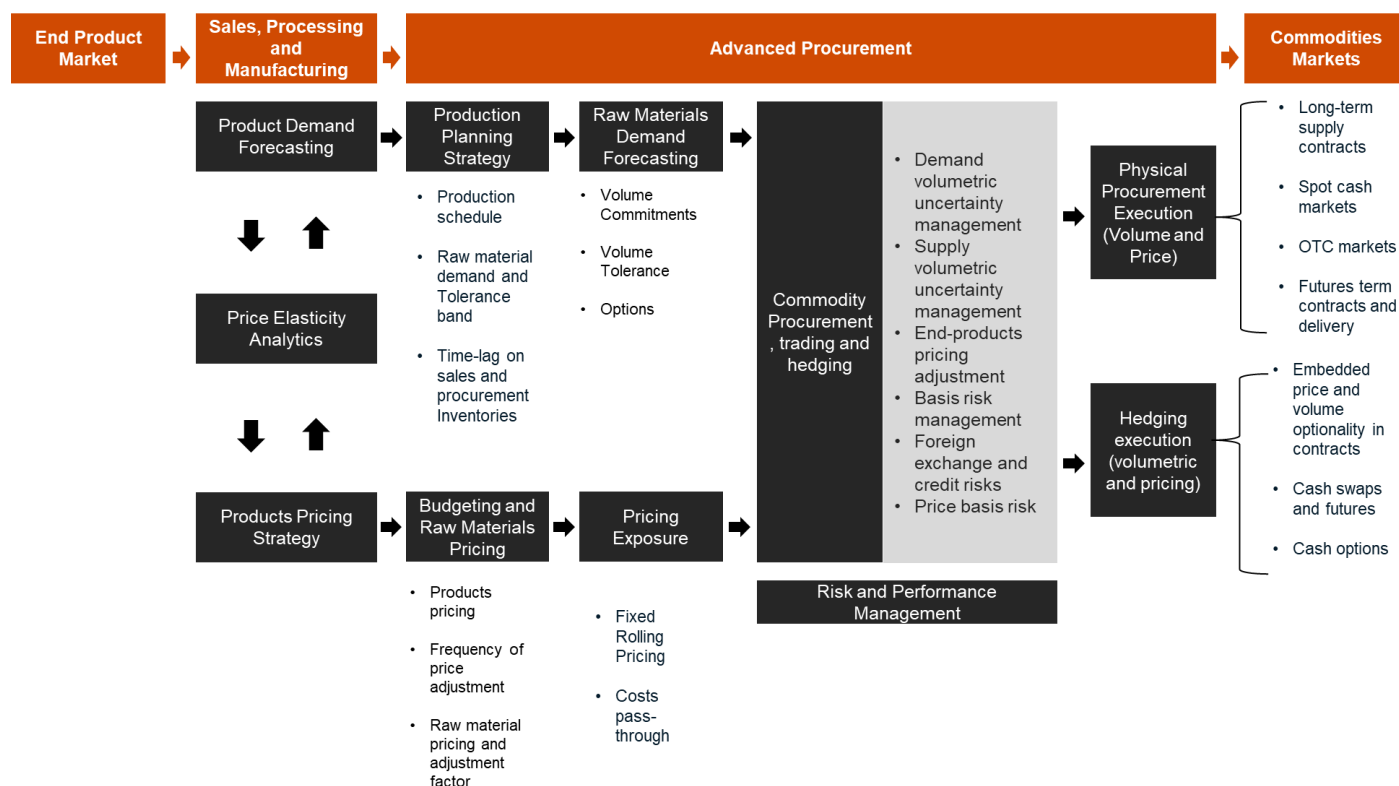 End Product
Market
Sales, Processing
and
Manufacturing
Advanced Procurement
Commodities
Markets
Product Demand
Forecasting
Price Elasticity
Analytics
Products Pricing
Strategy
Production
Planning
Strategy
• Production
schedule
• Raw material
demand and
Tolerance
band
• Time-lag on
sales and
procurement
Inventories
Budgeting and
Raw Materials
Pricing
• Products
pricing
• Frequency of
price
adjustment
• Raw material
pricing and
adjustment
factor
Raw Materials
Demand
Forecasting
• Volume
Commitments
• Volume
Tolerance
• Options
Pricing
Exposure
• Fixed
Rolling
Pricing
• Costs
pass-
through
Commodity
Procurement
, trading and
hedging
• Demand
volumetric
uncertainty
management
• Supply
volumetric
uncertainty
management
• End-products
pricing
adjustment
• Basis risk
management
• Foreign
exchange and
credit risks
• Price basis risk
Risk and Performance
Management
Physical
Procurement
Execution
(Volume and
Price)
Hedging
execution
(volumetric
and pricing)
• Long-term
supply
contracts
• Spot cash
markets
• OTC markets
• Futures term
contracts and
delivery
• Embedded
price and
volume
optionality in
contracts
• Cash swaps
and futures
• Cash options